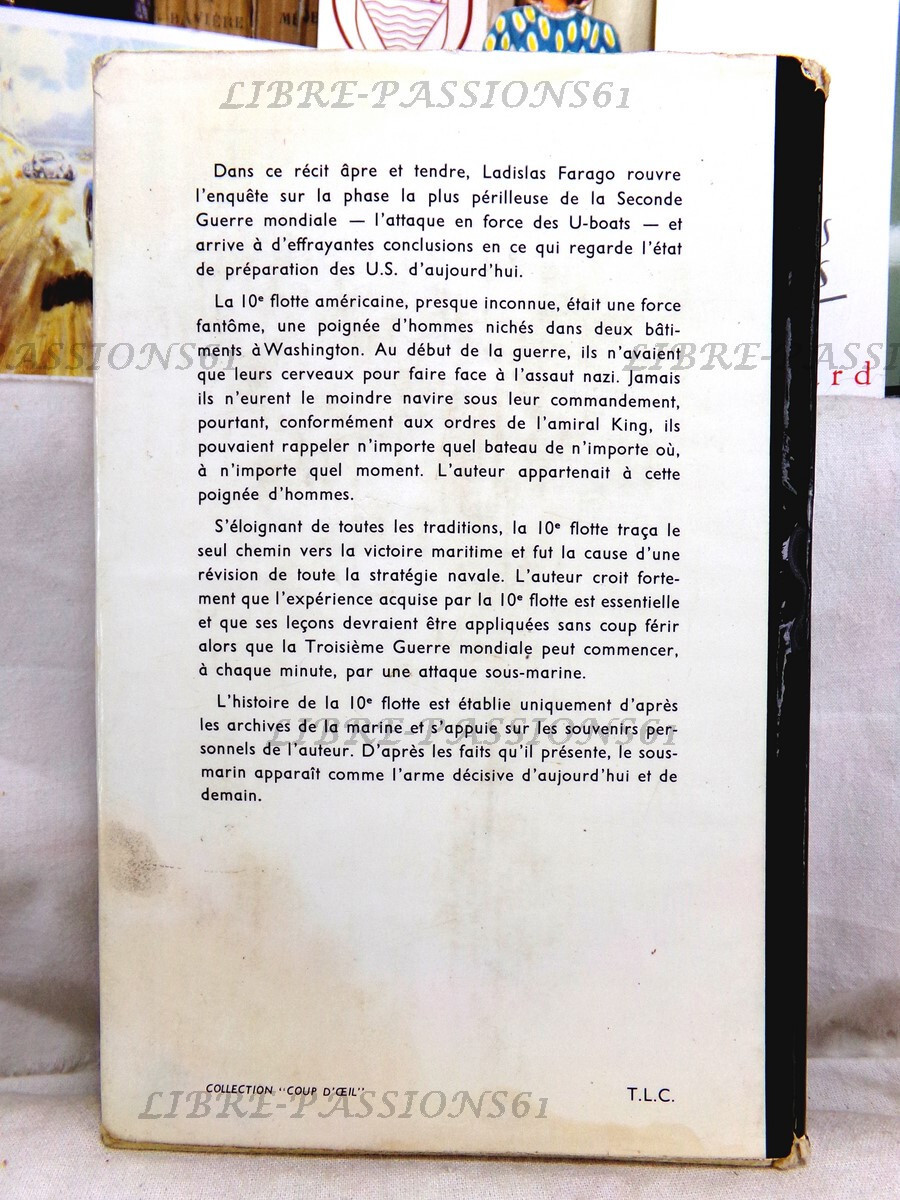 BAVIÈRE
LIBRE-PASSIONS61
Dans ce récit âpre et tendre, Ladislas Farago rouvre
l'enquête sur la phase la plus périlleuse de la Seconde
Guerre mondiale — l'attaque en force des U-boats — et
arrive à d'effrayantes conclusions en ce qui regarde l'état
de préparation des U.S. d'aujourd'hui.
La 10e flotte américaine, presque inconnue, était une force
fantôme, une poignée d'hommes nichés dans deux bâti-
ments à Washington. Au début de la guerre, ils n'avaient
ASSIONS61
LIBRE-PASSIONS
que leurs cerveaux pour faire face à l'assaut nazi. Jamais
ard
ils n'eurent le moindre navire sous leur commandement,
pourtant, conformément aux ordres de l'amiral King, ils
pouvaient rappeler n'importe quel bateau de n'importe où,
à n'importe quel moment. L'auteur appartenait à cette
poignée d'hommes.
S'éloignant de toutes les traditions, la 10e flotte traça le
seul chemin vers la victoire maritime et fut la cause d'une
révision de toute la stratégie navale. L'auteur croit forte-
ment que l'expérience acquise par la 10e flotte est essentielle
et que ses leçons devraient être appliquées sans coup férir
alors que la Troisième Guerre mondiale peut commencer,
à chaque minute, par une attaque sous-marine.
L'histoire de la 10e flotte est établie uniquement d'après
les archives de la marine et s'appuie sur les souvenirs per-
LIBRE-PASSIONS61
sonnels de l'auteur. D'après les faits qu'il présente, le sous-
marin apparaît comme l'arme décisive d'aujourd'hui et de
demain.
COLLECTION "COUP D'ŒIL"
T.L.C.
LIBRE-PASSIONS61